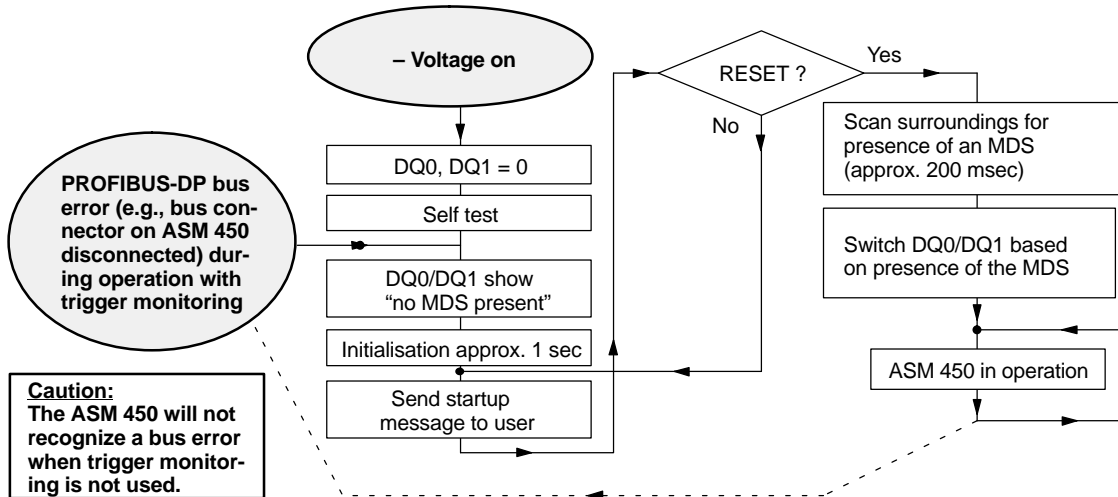 – Voltage on
DQ0, DQ1 = 0
Self test
PROFIBUS-DP bus
error (e.g., bus con-
nector on ASM 450
disconnected) du-
ring operation with
trigger monitoring
DQ0/DQ1 show
“no MDS present”
Initialisation approx. 1 sec
Send startup
message to user
RESET ?
Yes
No
Scan surroundings for
presence of an MDS
(approx. 200 msec)
Switch DQ0/DQ1 based
on presence of the MDS
ASM 450 in operation
Caution:
The ASM 450 will not
recognize a bus error
when trigger monitor-
ing is not used.